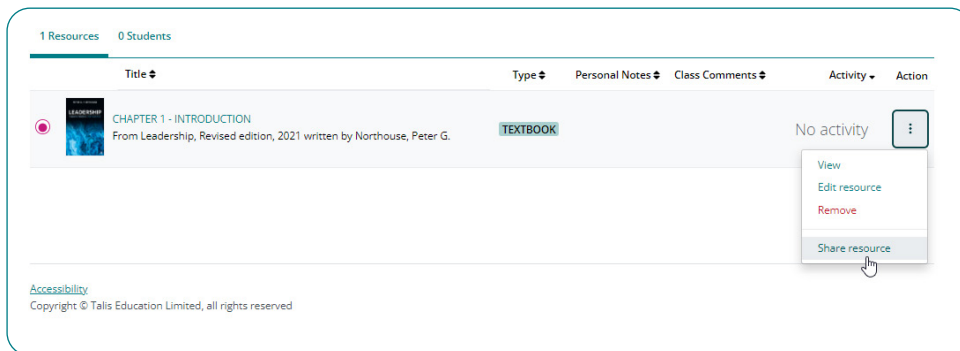 1 Resources 0 Students
Title Type Personal Notes Class Comments Activity Action
LEADERSHIP
CHAPTER 1 - INTRODUCTION
From Leadership, Revised edition, 2021 written by Northouse, Peter G.
TEXTBOOK
No activity
View
Edit resource
Remove
Share resource
Accessibility
Copyright © Talis Education Limited, all rights reserved